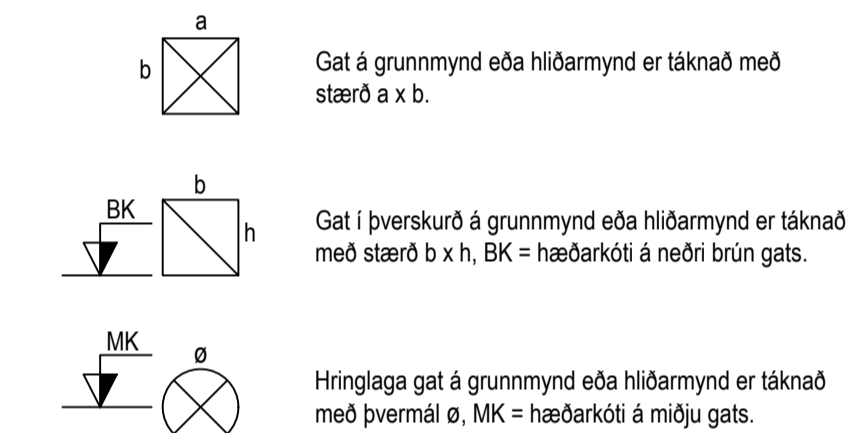 a
b
Gat á grunnmynd eða hliðarmynd er táknað með
stærð a x b.
b
BK
h
Gat í þverskurð á grunnmynd eða hliðarmynd er táknað
með stærð b x h, BK = hæðarkóti á neðri brún gats.
MK
ø
Hringlaga gat á grunnmynd eða hliðarmynd er táknað
með þvermál ø, MK = hæðarkóti á miðju gats.